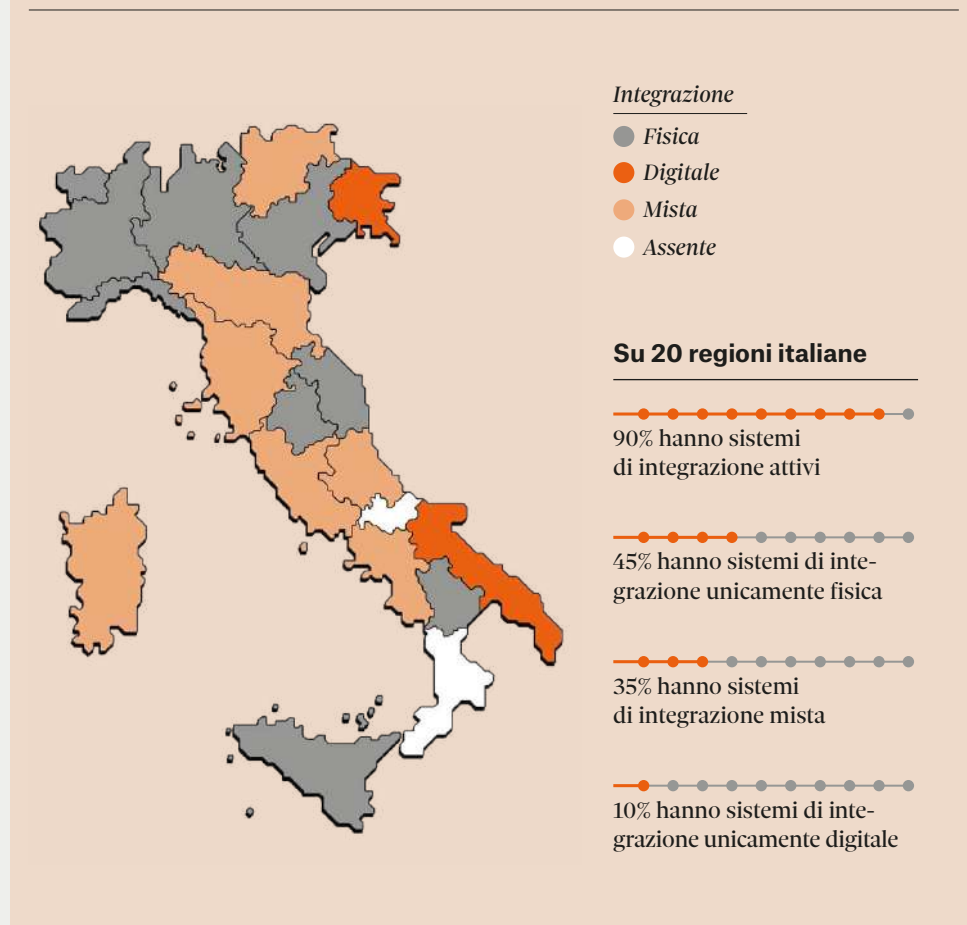 Integrazione
Fisica
Digitale
Mista
Assente
Su 20 regioni italiane
90% hanno sistemi
di integrazione attivi
45% hanno sistemi di inte-
grazione unicamente fisica
35% hanno sistemi
di integrazione mista
10% hanno sistemi di inte-
grazione unicamente digitale